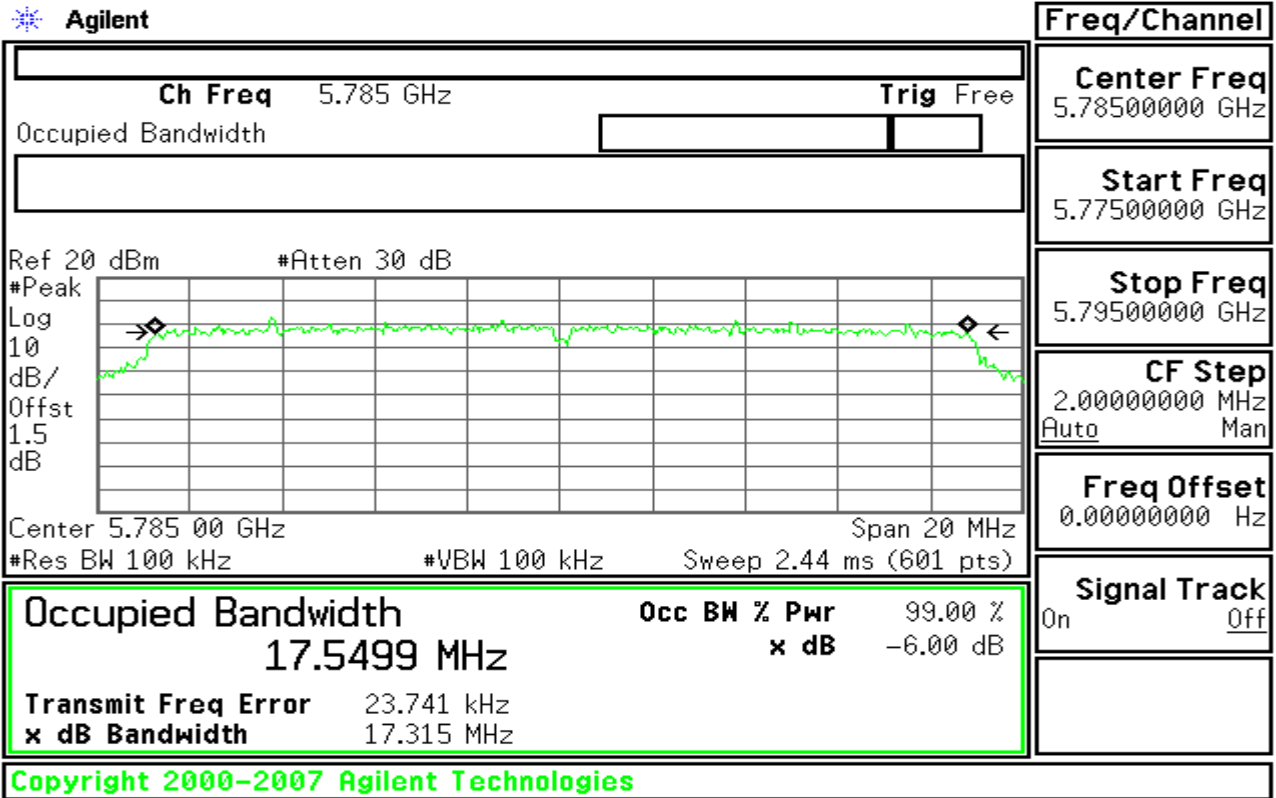 Agilent
Freq/Channel
Ch Freq 5.785 GHz Trig Free
Occupied Bandwidth
Center Freq
5.78500000 GHz
Start Freq
5.77500000 GHz
Stop Freq
5.79500000 GHz
CF Step
2.00000000 MHz
Auto Man
Freq Offset
0.00000000 Hz
Signal Track
On Off
Ref 20 dBm #Atten 30 dB
#Peak
Log
10
dB/
Offst
1.5
dB
Center 5.785 00 GHz Span 20 MHz
#Res BW 100 kHz #VBW 100 kHz Sweep 2.44 ms (601 pts)
Occupied Bandwidth
17.5499 MHz
Occ BW % Pwr 99.00 %
x dB -6.00 dB
Transmit Freq Error 23.741 kHz
x dB Bandwidth 17.315 MHz
Copyright 2000-2007 Agilent Technologies